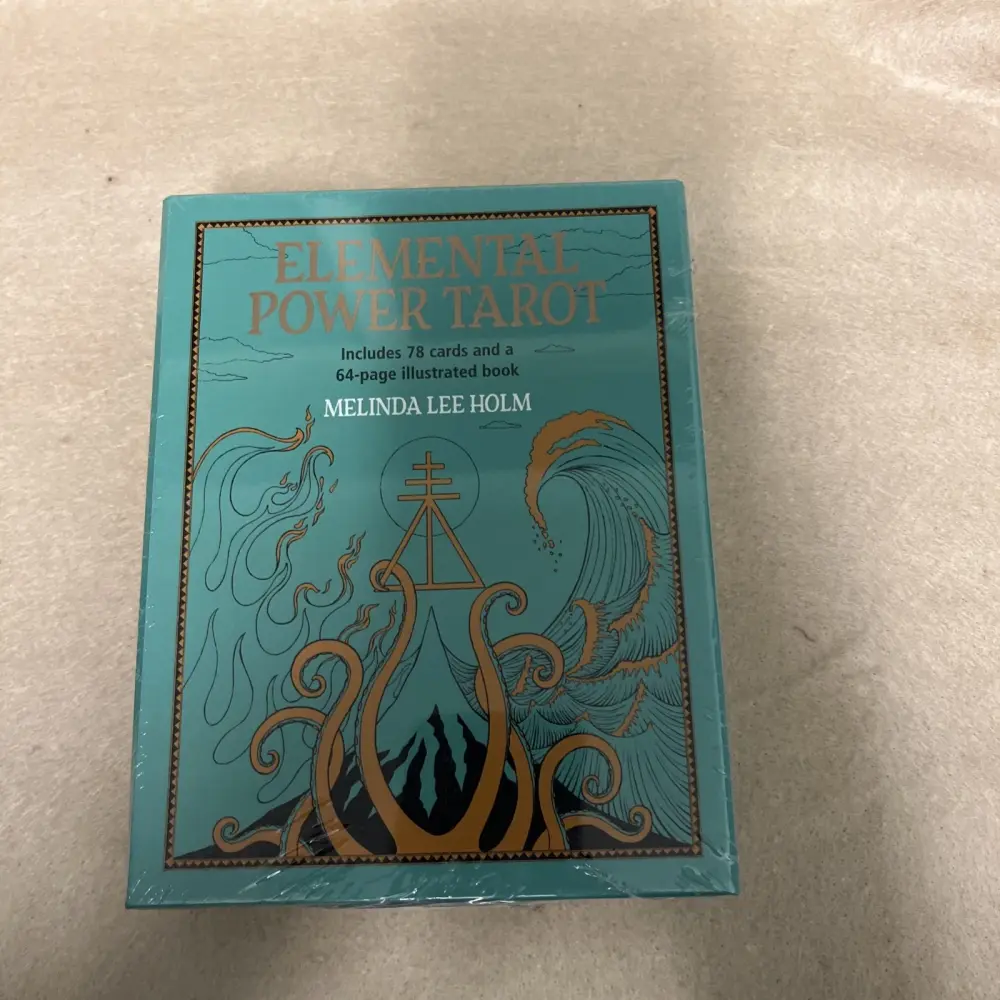 ELEMENTAL
POWER TAROT
Includes 78 cards and a
64-page illustrated book
MELINDA LEE HOLM